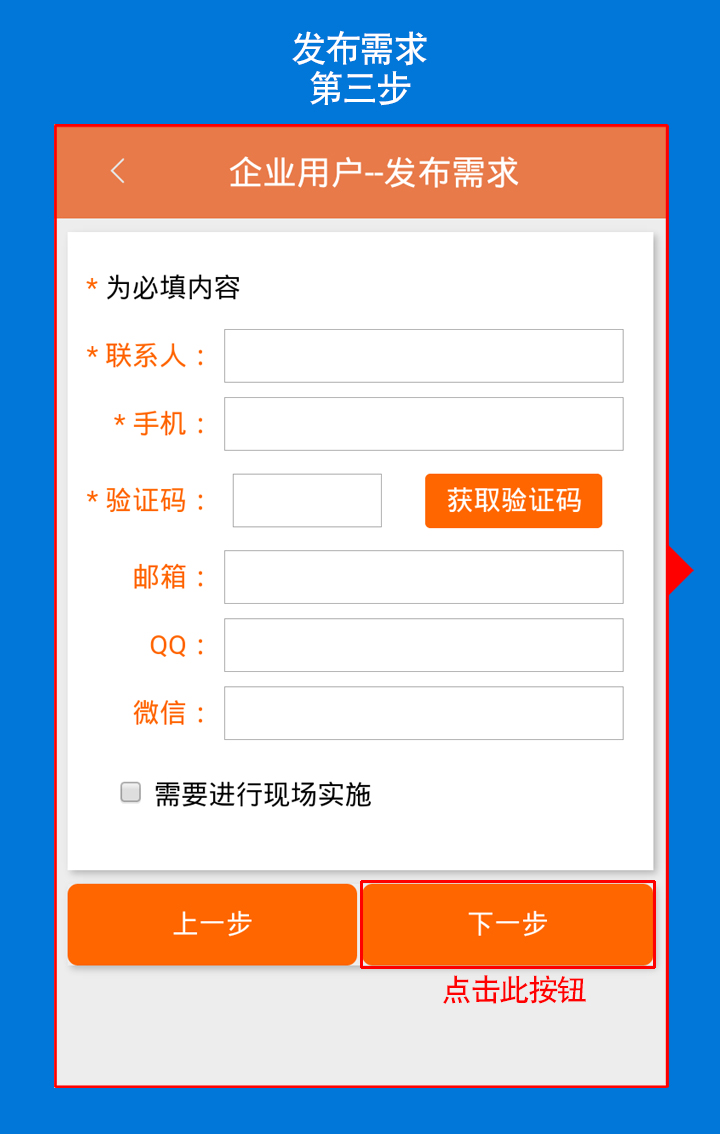 发布需求
第三步
企业用户--发布需求
* 为必填内容
* 联系人：
* 手机：
* 验证码：
获取验证码
邮箱：
QQ：
微信：
需要进行现场实施
上一步
下一步
点击此按钮